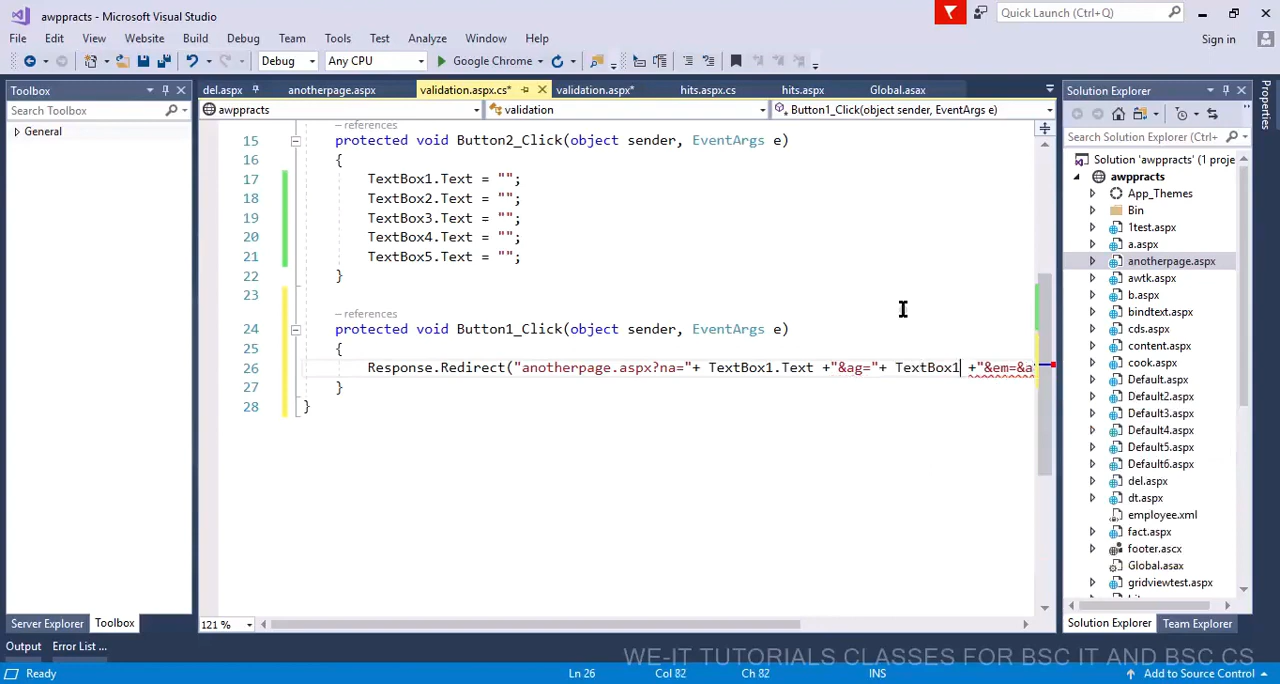 awppracts - Microsoft Visual Studio
Quick Launch (Ctrl+Q)
File Edit View Website Build Debug Team Tools Test Analyze Window Help
Sign in
Debug Any CPU Google Chrome
Toolbox
del.aspx anotherpage.aspx validation.aspx.cs* validation.aspx* hits.aspx.cs hits.aspx Global.asax
Solution Explorer
Search Toolbox
awppracts validation Button1_Click(object sender, EventArgs e)
Search Solution Explorer (Ctrl+
General
references
15 protected void Button2_Click(object sender, EventArgs e)
16 {
17 TextBox1.Text = "";
18 TextBox2.Text = "";
19 TextBox3.Text = "";
20 TextBox4.Text = "";
21 TextBox5.Text = "";
22 }
23
references
24 protected void Button1_Click(object sender, EventArgs e)
25 {
26 Response.Redirect("anotherpage.aspx?na="+ TextBox1.Text +"&ag="+ TextBox1 +"&em=&a
27 }
28 }
Solution 'awppracts' (1 proje
awppracts
App_Themes
Bin
1test.aspx
a.aspx
anotherpage.aspx
awtk.aspx
b.aspx
bindtext.aspx
cds.aspx
content.aspx
cook.aspx
Default.aspx
Default2.aspx
Default3.aspx
Default4.aspx
Default5.aspx
Default6.aspx
del.aspx
dt.aspx
employee.xml
fact.aspx
footer.ascx
Global.asax
gridviewtest.aspx
Properties
Server Explorer Toolbox
121 %
Solution Explorer Team Explorer
Output Error List ...
WE-IT TUTORIALS CLASSES FOR BSC IT AND BSC CS
Ready Ln 26 Col 82 Ch 82 INS Add to Source Control